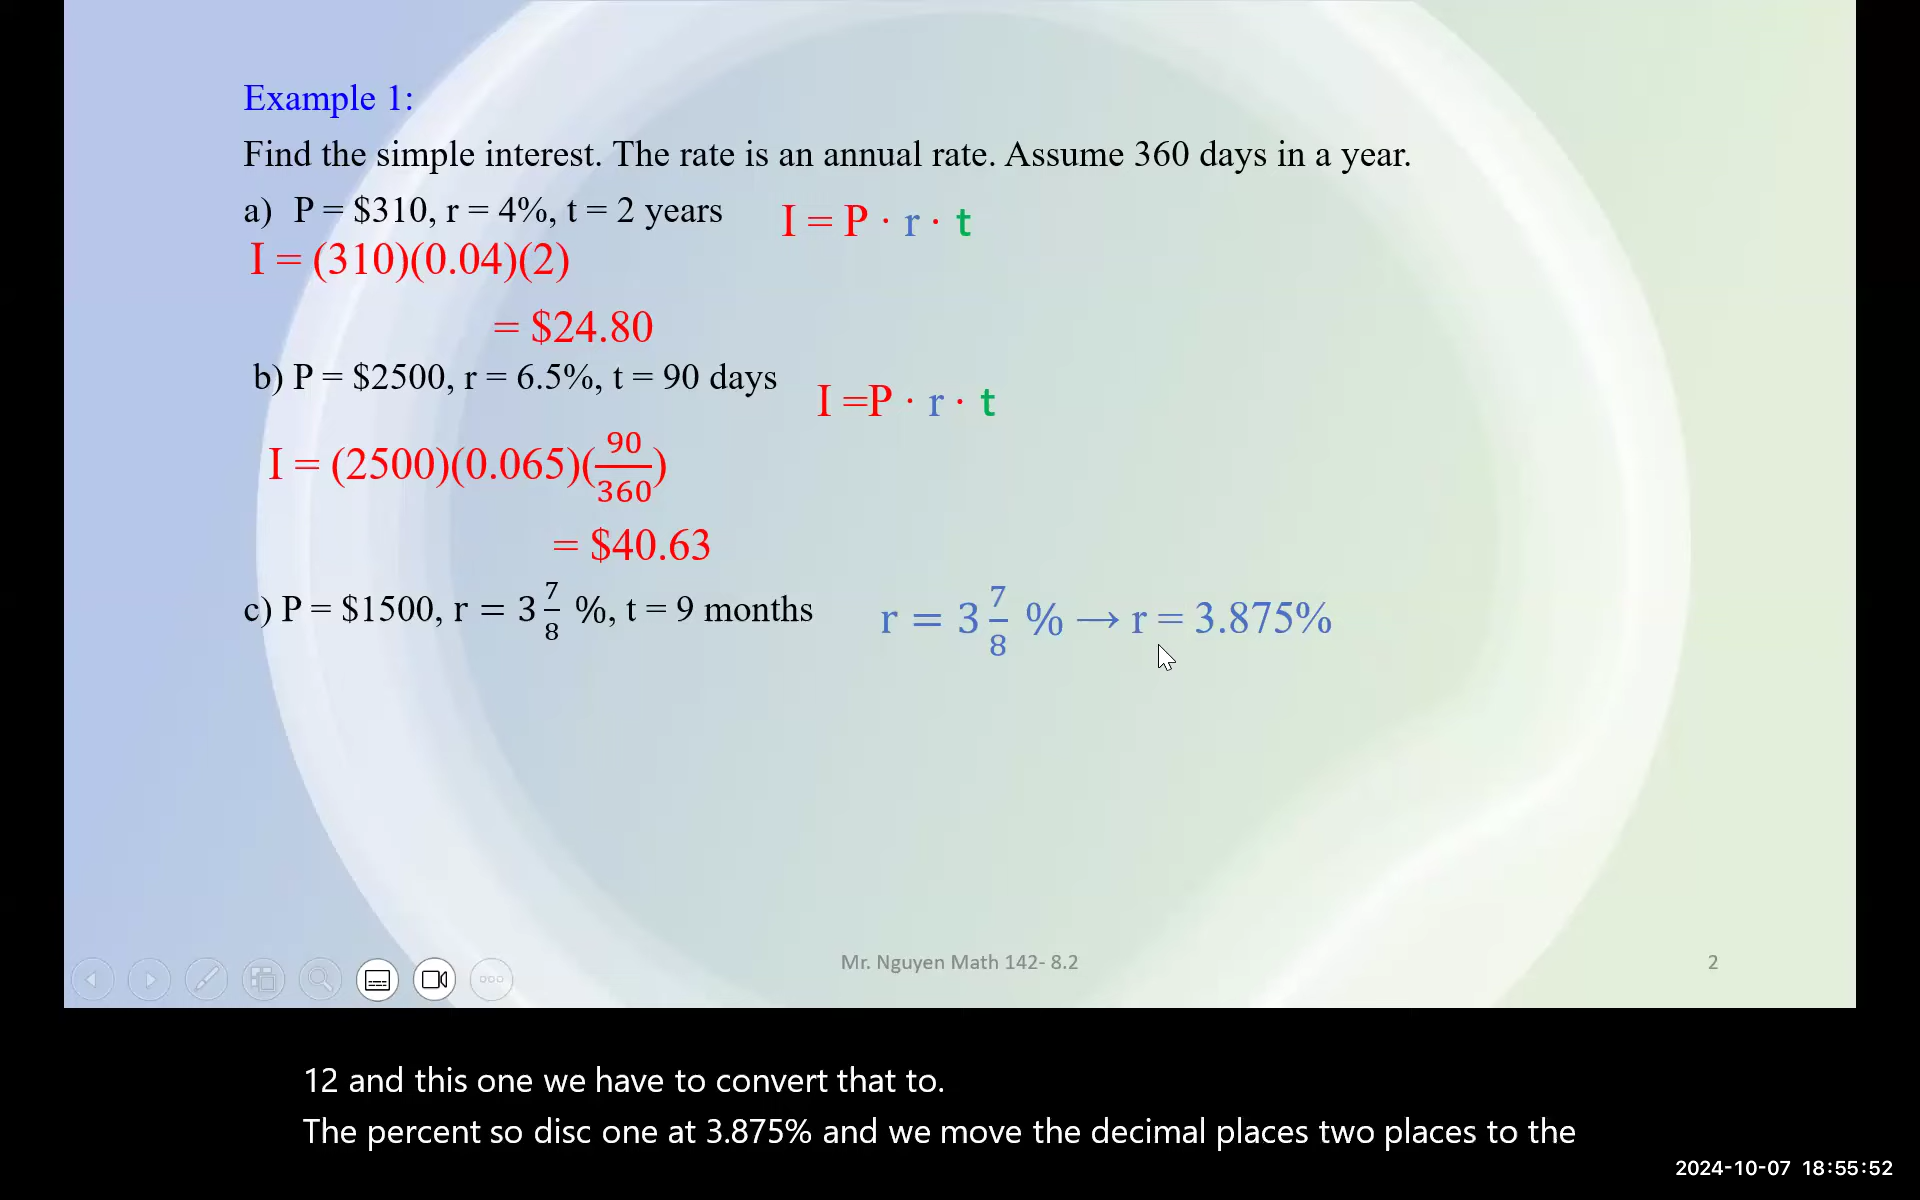 Example 1:
Find the simple interest. The rate is an annual rate. Assume 360 days in a year.
a) P = $310, r = 4%, t = 2 years
I = P · r · t
I = (310)(0.04)(2)
= $24.80
b) P = $2500, r = 6.5%, t = 90 days
I =P · r · t
I = (2500)(0.065)(90/360)
= $40.63
c) P = $1500, r = 3 7/8 %, t = 9 months
r = 3 7/8 % → r = 3.875%
Mr. Nguyen Math 142- 8.2
2
12 and this one we have to convert that to.
The percent so disc one at 3.875% and we move the decimal places two places to the
2024-10-07 18:55:52